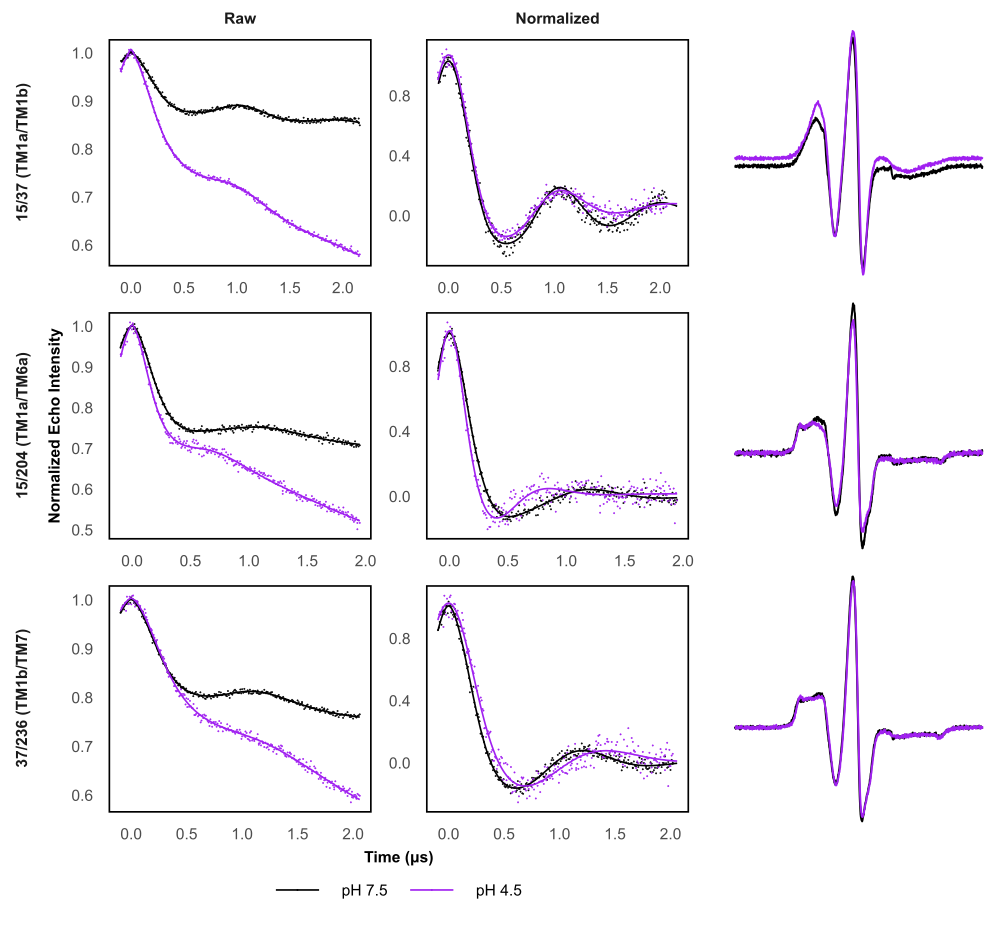 Raw
Normalized
15/37 (TM1a/TM1b)
1.0
0.9
0.8
0.7
0.6
0.8
0.4
0.0
0.0 0.5 1.0 1.5 2.0
0.0 0.5 1.0 1.5 2.0
Normalized Echo Intensity
15/204 (TM1a/TM6a)
1.0
0.9
0.8
0.7
0.6
0.5
0.8
0.4
0.0
0.0 0.5 1.0 1.5 2.0
0.0 0.5 1.0 1.5 2.0
37/236 (TM1b/TM7)
1.0
0.9
0.8
0.7
0.6
0.8
0.4
0.0
0.0 0.5 1.0 1.5 2.0
0.0 0.5 1.0 1.5 2.0
Time (µs)
pH 7.5 pH 4.5